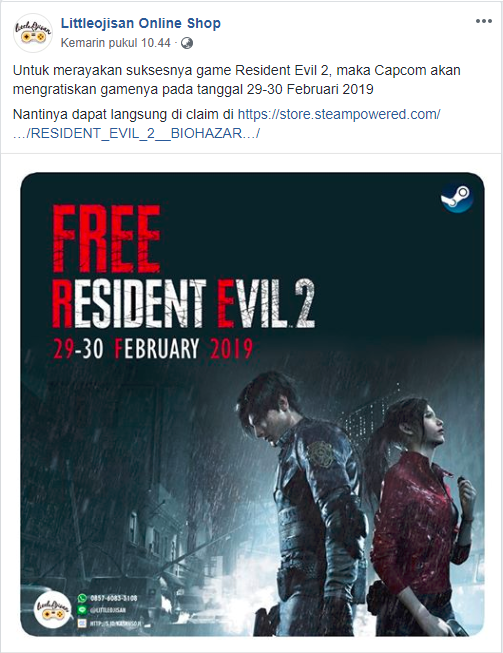 Littleojisan Online Shop
Kemarin pukul 10.44 ·
Untuk merayakan suksesnya game Resident Evil 2, maka Capcom akan
mengratiskan gamenya pada tanggal 29-30 Februari 2019
Nantinya dapat langsung di claim di https://store.steampowered.com/
…/RESIDENT_EVIL_2__BIOHAZAR…/
FREE
RESIDENT EVIL 2
29-30 FEBRUARY 2019
0857-6083-3108
@LITTLEOJISAN